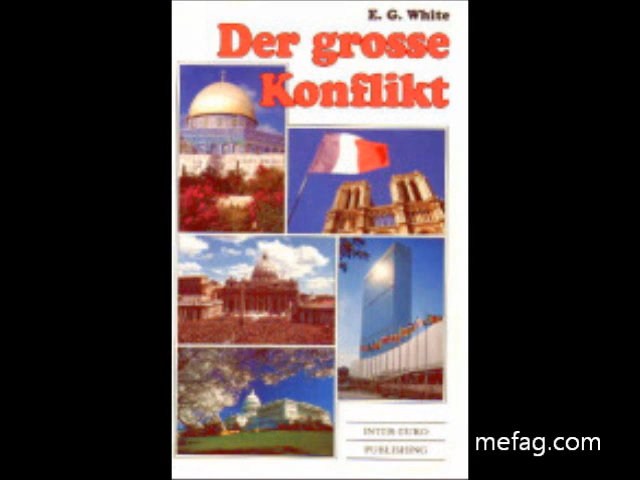 E. G. White
Der grosse
Konflikt
INTER-EURO-
PUBLISHING
mefag.com